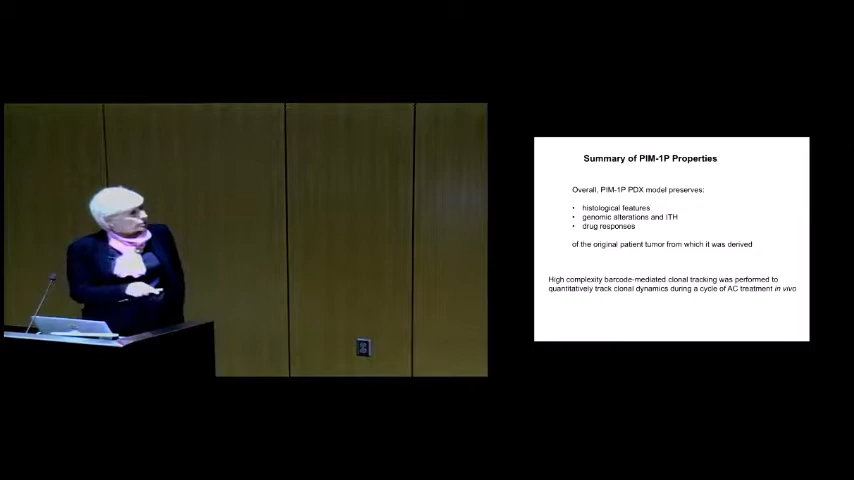 Summary of PIM-1P Properties
Overall, PIM-1P PDX model preserves:
• histological features
• genomic alterations and ITH
• drug responses
of the original patient tumor from which it was derived
High complexity barcode-mediated clonal tracking was performed to
quantitatively track clonal dynamics during a cycle of AC treatment in vivo